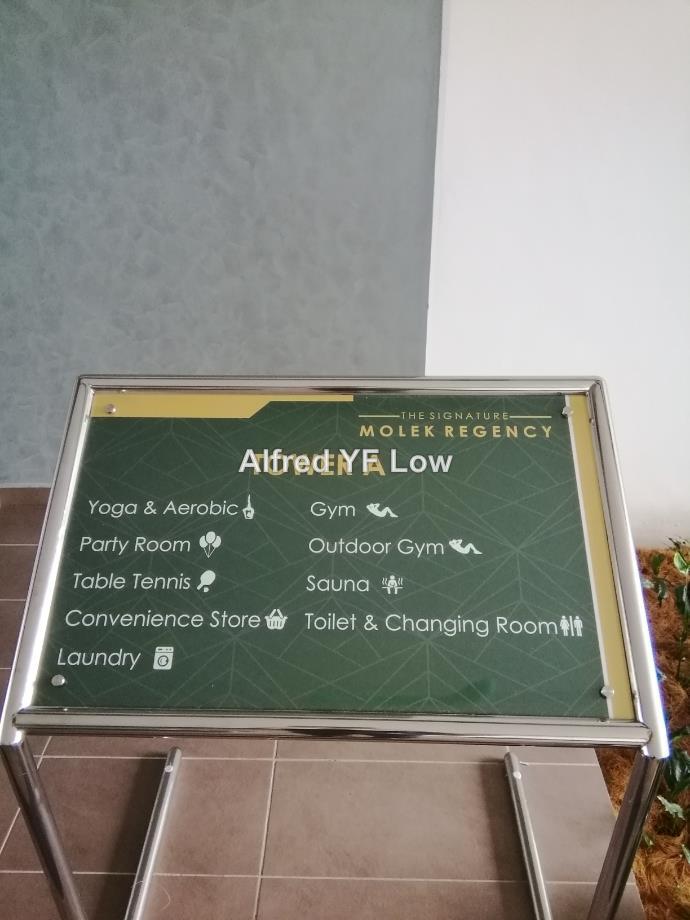 THE SIGNATURE
MOLEK REGENCY
TOWER A
Alfred YF Low
Yoga & Aerobic
Gym
Party Room
Outdoor Gym
Table Tennis
Sauna
Convenience Store
Toilet & Changing Room
Laundry